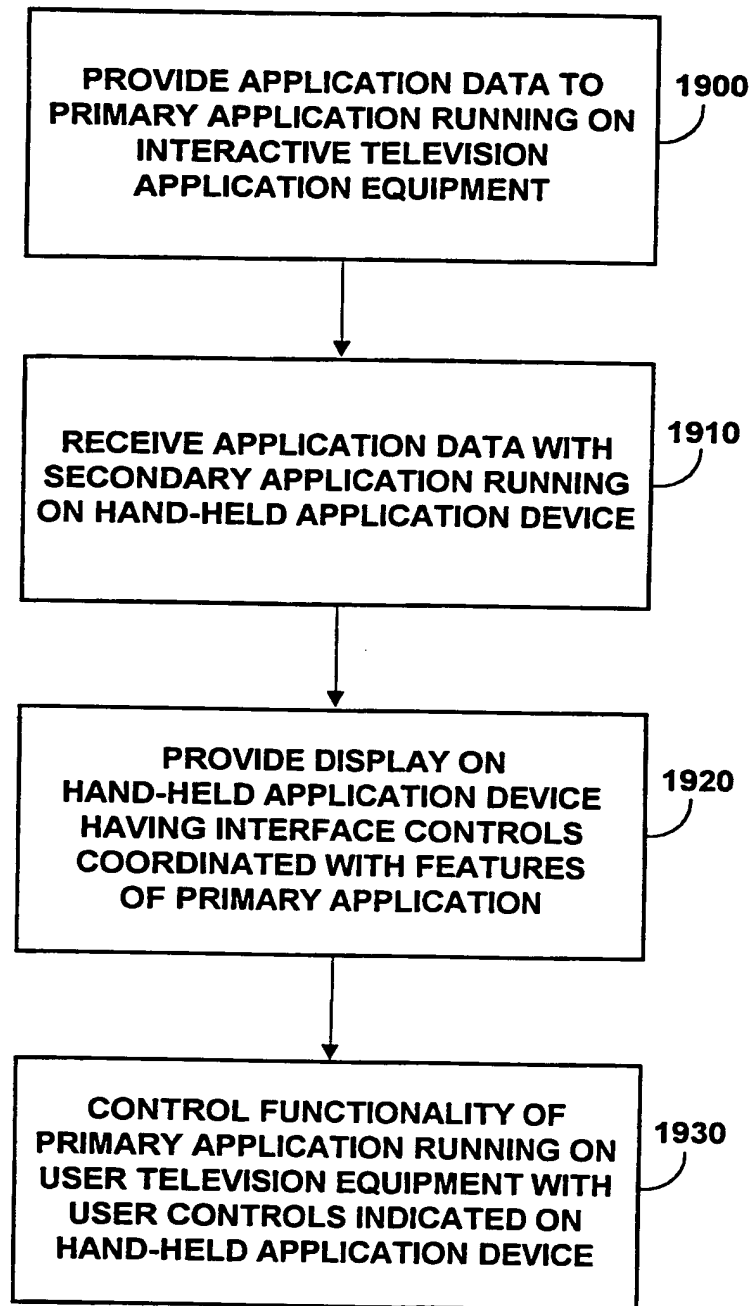 PROVIDE APPLICATION DATA TO
PRIMARY APPLICATION RUNNING ON
INTERACTIVE TELEVISION
APPLICATION EQUIPMENT
1900
RECEIVE APPLICATION DATA WITH
SECONDARY APPLICATION RUNNING
ON HAND-HELD APPLICATION DEVICE
1910
PROVIDE DISPLAY ON
HAND-HELD APPLICATION DEVICE
HAVING INTERFACE CONTROLS
COORDINATED WITH FEATURES
OF PRIMARY APPLICATION
1920
CONTROL FUNCTIONALITY OF
PRIMARY APPLICATION RUNNING ON
USER TELEVISION EQUIPMENT WITH
USER CONTROLS INDICATED ON
HAND-HELD APPLICATION DEVICE
1930